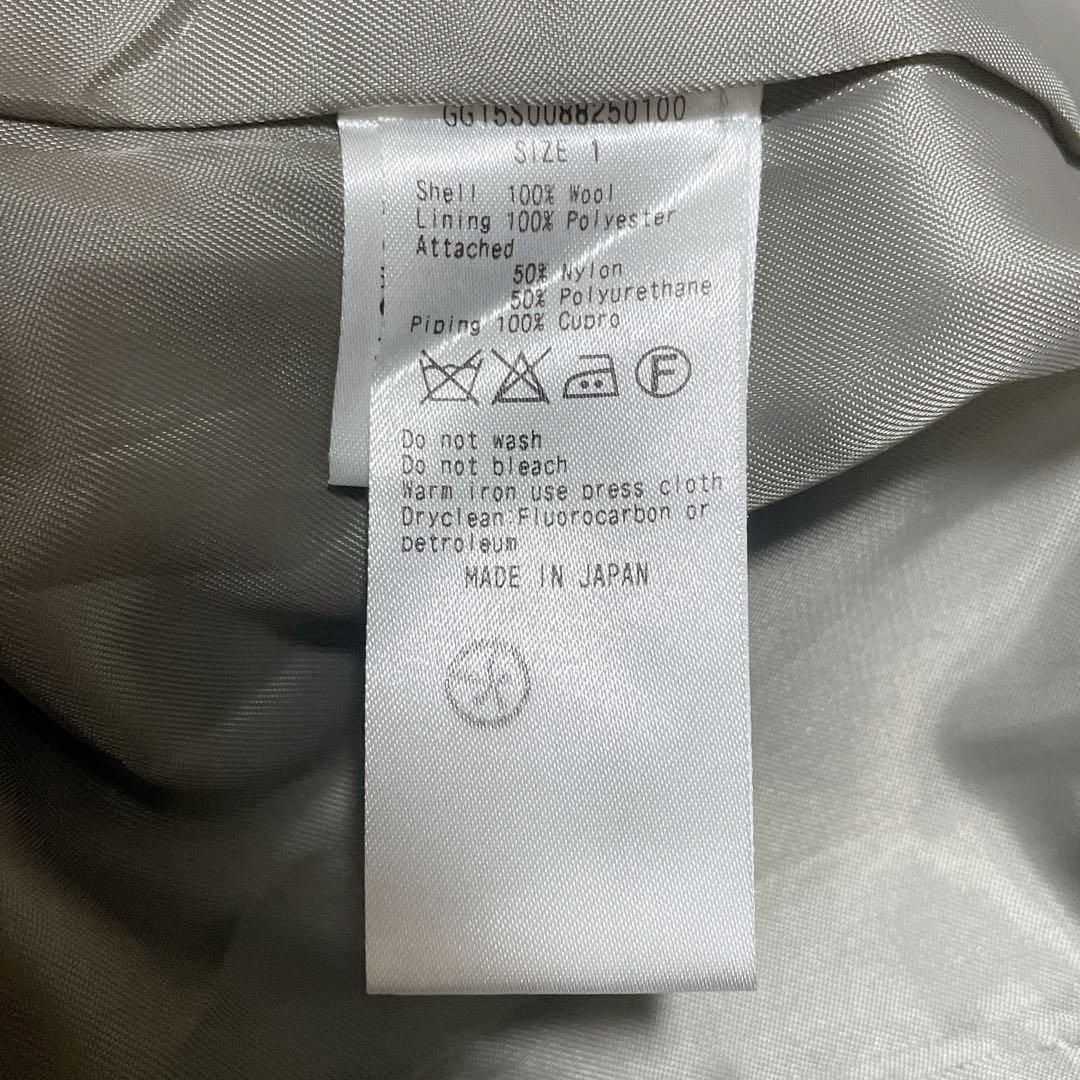 GG15S0088250100
SIZE 1
Shell 100% Wool
Lining 100% Polyester
Attached
50% Nylon
50% Polyurethane
Piping 100% Cupro
F
Do not wash
Do not bleach
Warm iron use press cloth
Dryclean:Fluorocarbon or
petroleum
MADE IN JAPAN